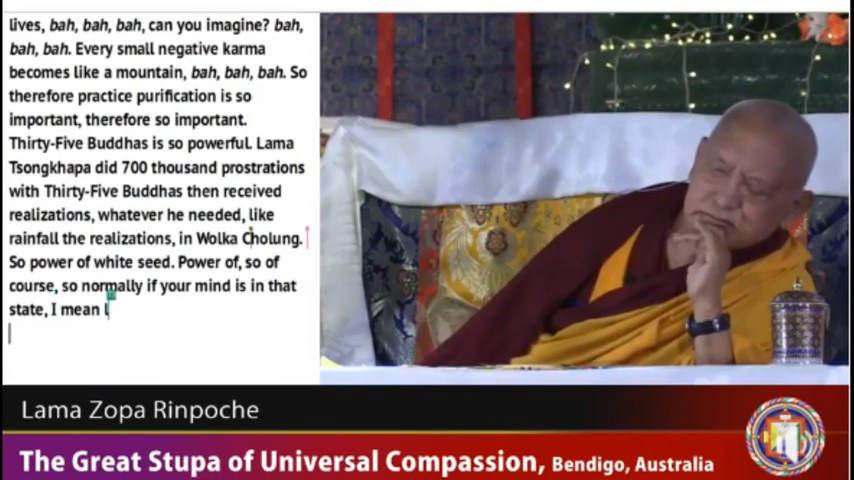 lives, bah, bah, bah, can you imagine? bah,
bah, bah. Every small negative karma
becomes like a mountain, bah, bah, bah. So
therefore practice purification is so
important, therefore so important.
Thirty-Five Buddhas is so powerful. Lama
Tsongkhapa did 700 thousand prostrations
with Thirty-Five Buddhas then received
realizations, whatever he needed, like
rainfall the realizations, in Wolka Cholung.
So power of white seed. Power of, so of
course, so normally if your mind is in that
state, I mean l
Lama Zopa Rinpoche
The Great Stupa of Universal Compassion, Bendigo, Australia